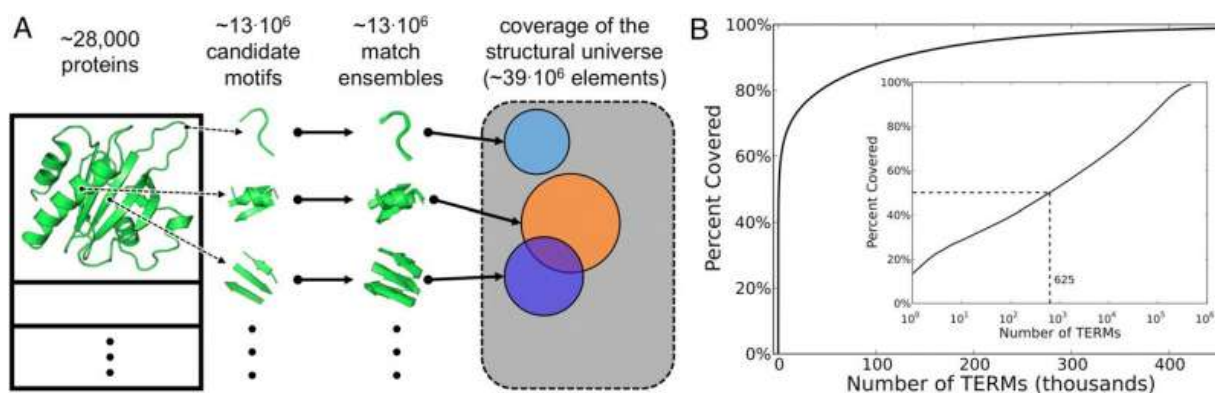 A
~28,000
proteins
~13·10⁶
candidate
motifs
~13·10⁶
match
ensembles
coverage of the
structural universe
(~39·10⁶ elements)
B
100%
80%
60%
40%
20%
0%
Percent Covered
0
100
200
300
400
Number of TERMs (thousands)
100%
80%
60%
40%
20%
0%
Percent Covered
625
10⁰
10¹
10²
10³
10⁴
10⁵
10⁶
Number of TERMs